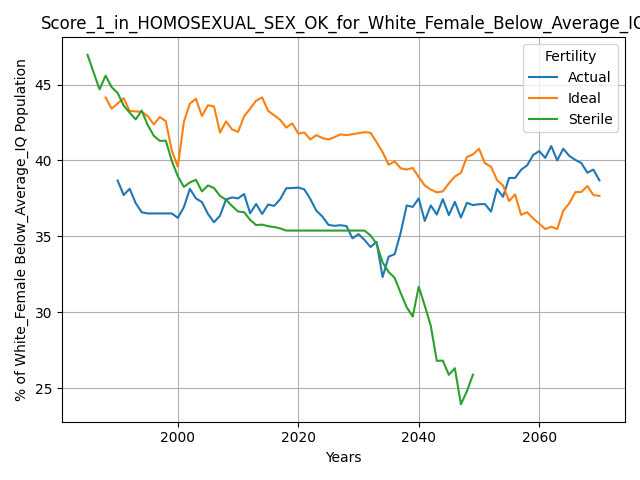 Score_1_in_HOMOSEXUAL_SEX_OK_for_White_Female_Below_Average_IQ
Fertility
Actual
Ideal
Sterile
% of White_Female Below_Average_IQ Population
45
40
35
30
25
2000
2020
2040
2060
Years